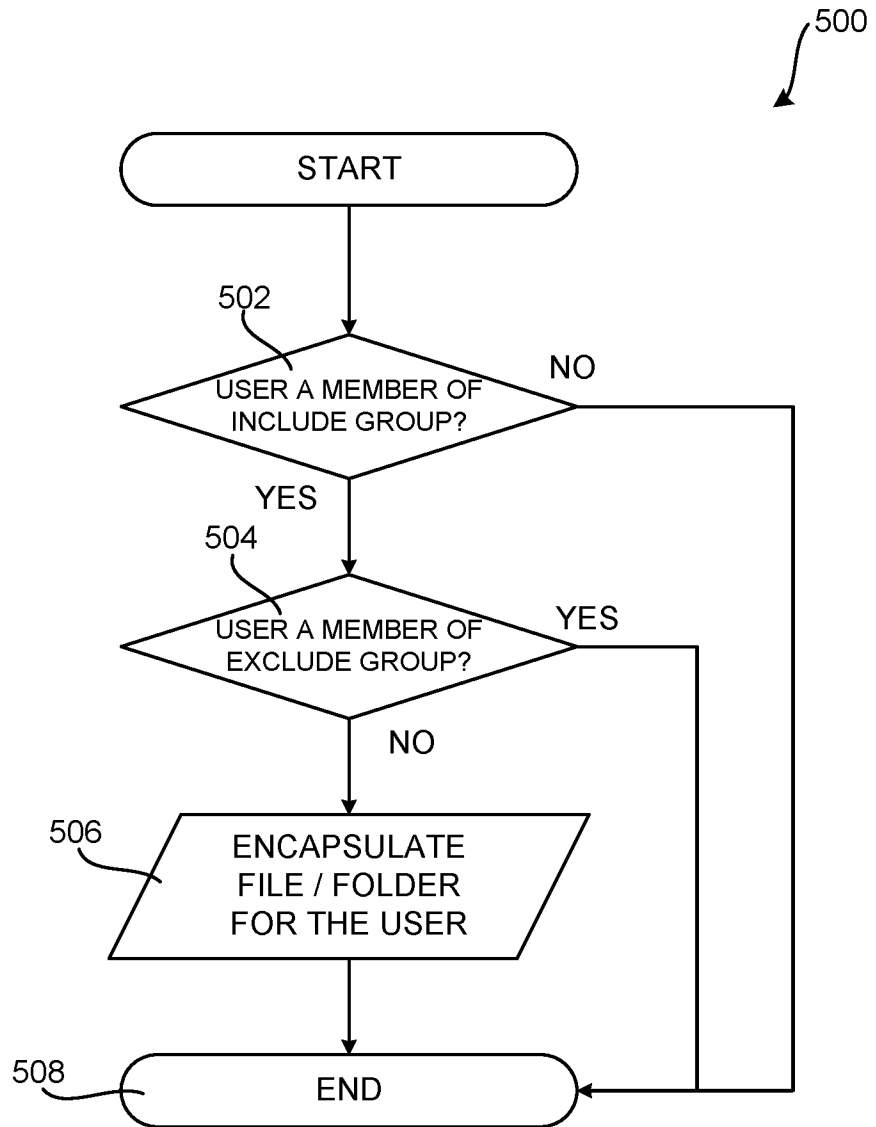 500
START
502
USER A MEMBER OF
INCLUDE GROUP?
NO
YES
504
USER A MEMBER OF
EXCLUDE GROUP?
YES
NO
506
ENCAPSULATE
FILE / FOLDER
FOR THE USER
508
END